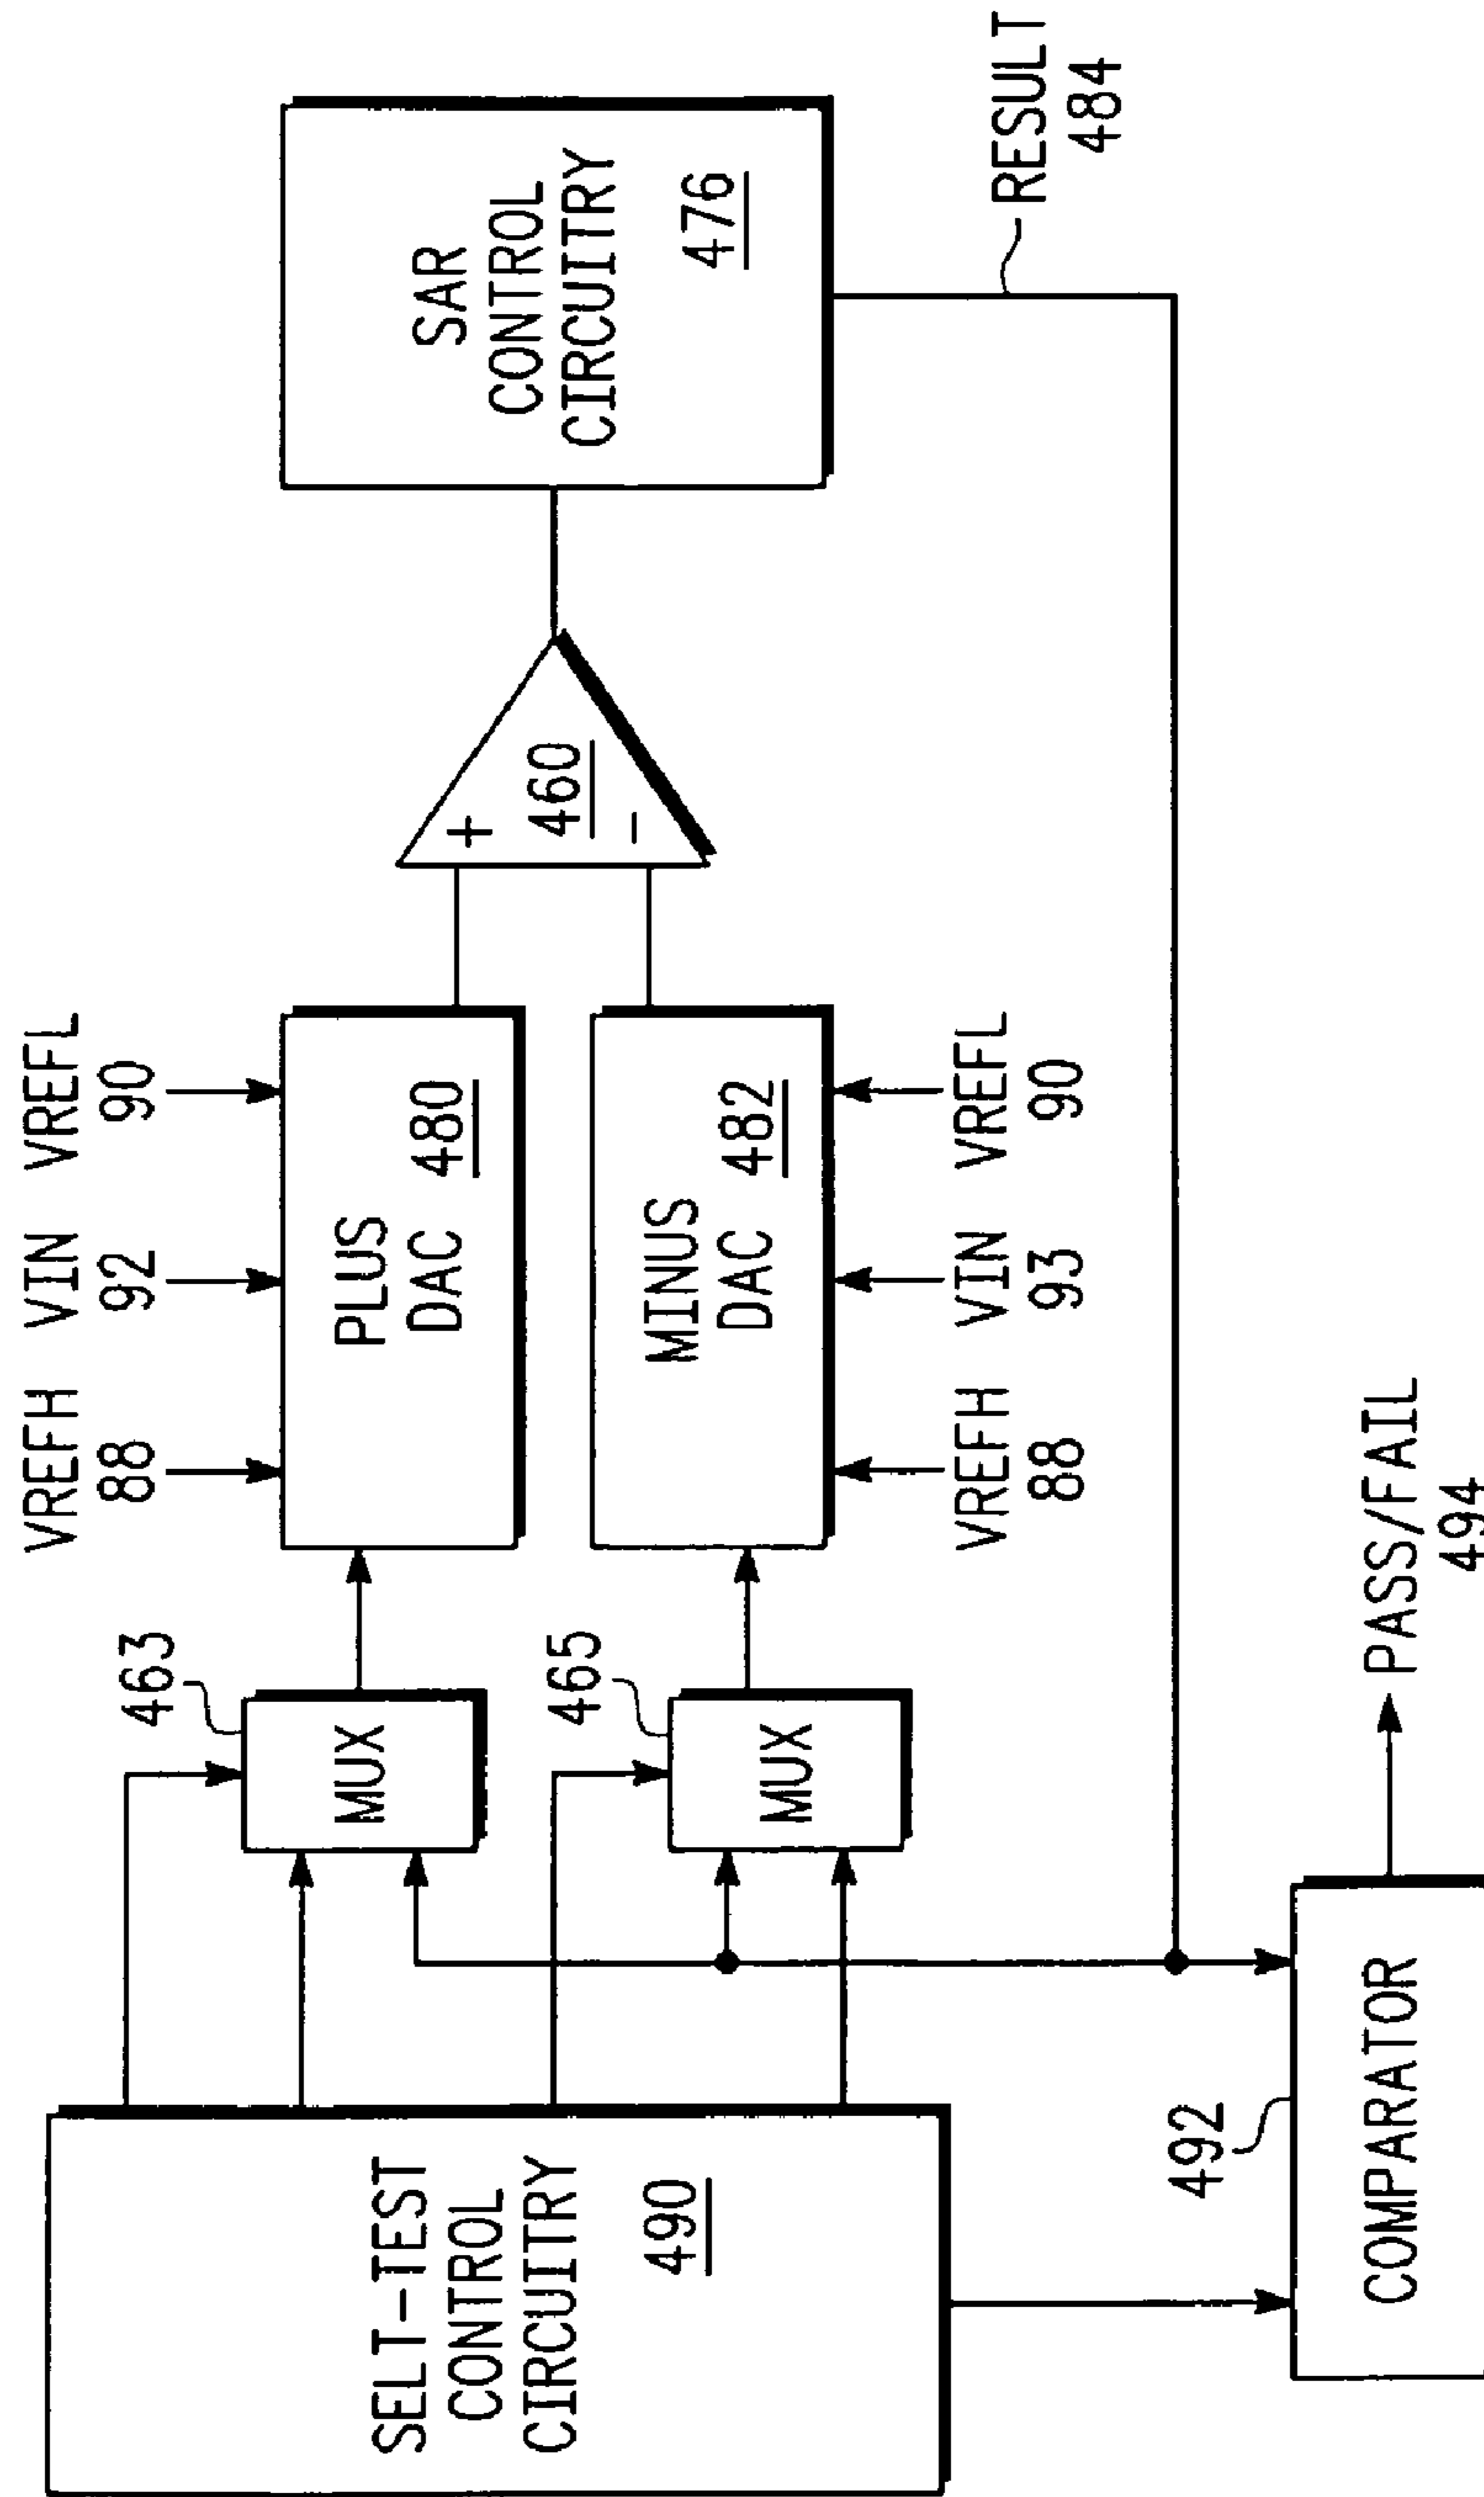 VREFH VIN VREFL
88 92 90
463
PLUS
DAC 480
SELT-TEST
CONTROL
CIRCUITRY
490
MUX
465
MUX
MINUS
DAC 482
+
460
-
SAR
CONTROL
CIRCUITRY
476
VREFH VIN VREFL
88 93 90
RESULT
484
492
COMPARATOR
PASS/FAIL
494